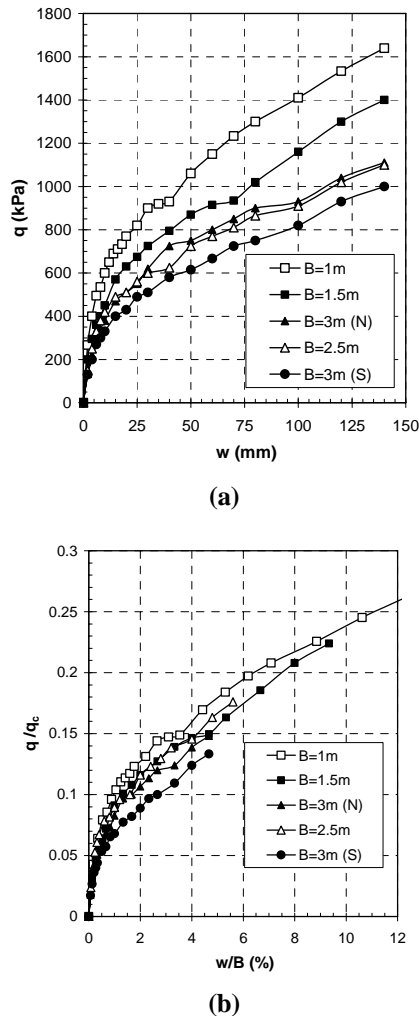 1800
1600
1400
1200
1000
800
600
400
200
0
q (kPa)
B=1m
B=1.5m
B=3m (N)
B=2.5m
B=3m (S)
0 25 50 75 100 125 150
w (mm)
(a)
0.3
0.25
0.2
0.15
0.1
0.05
0
q/qc
B=1m
B=1.5m
B=3m (N)
B=2.5m
B=3m (S)
0 2 4 6 8 10 12
w/B (%)
(b)